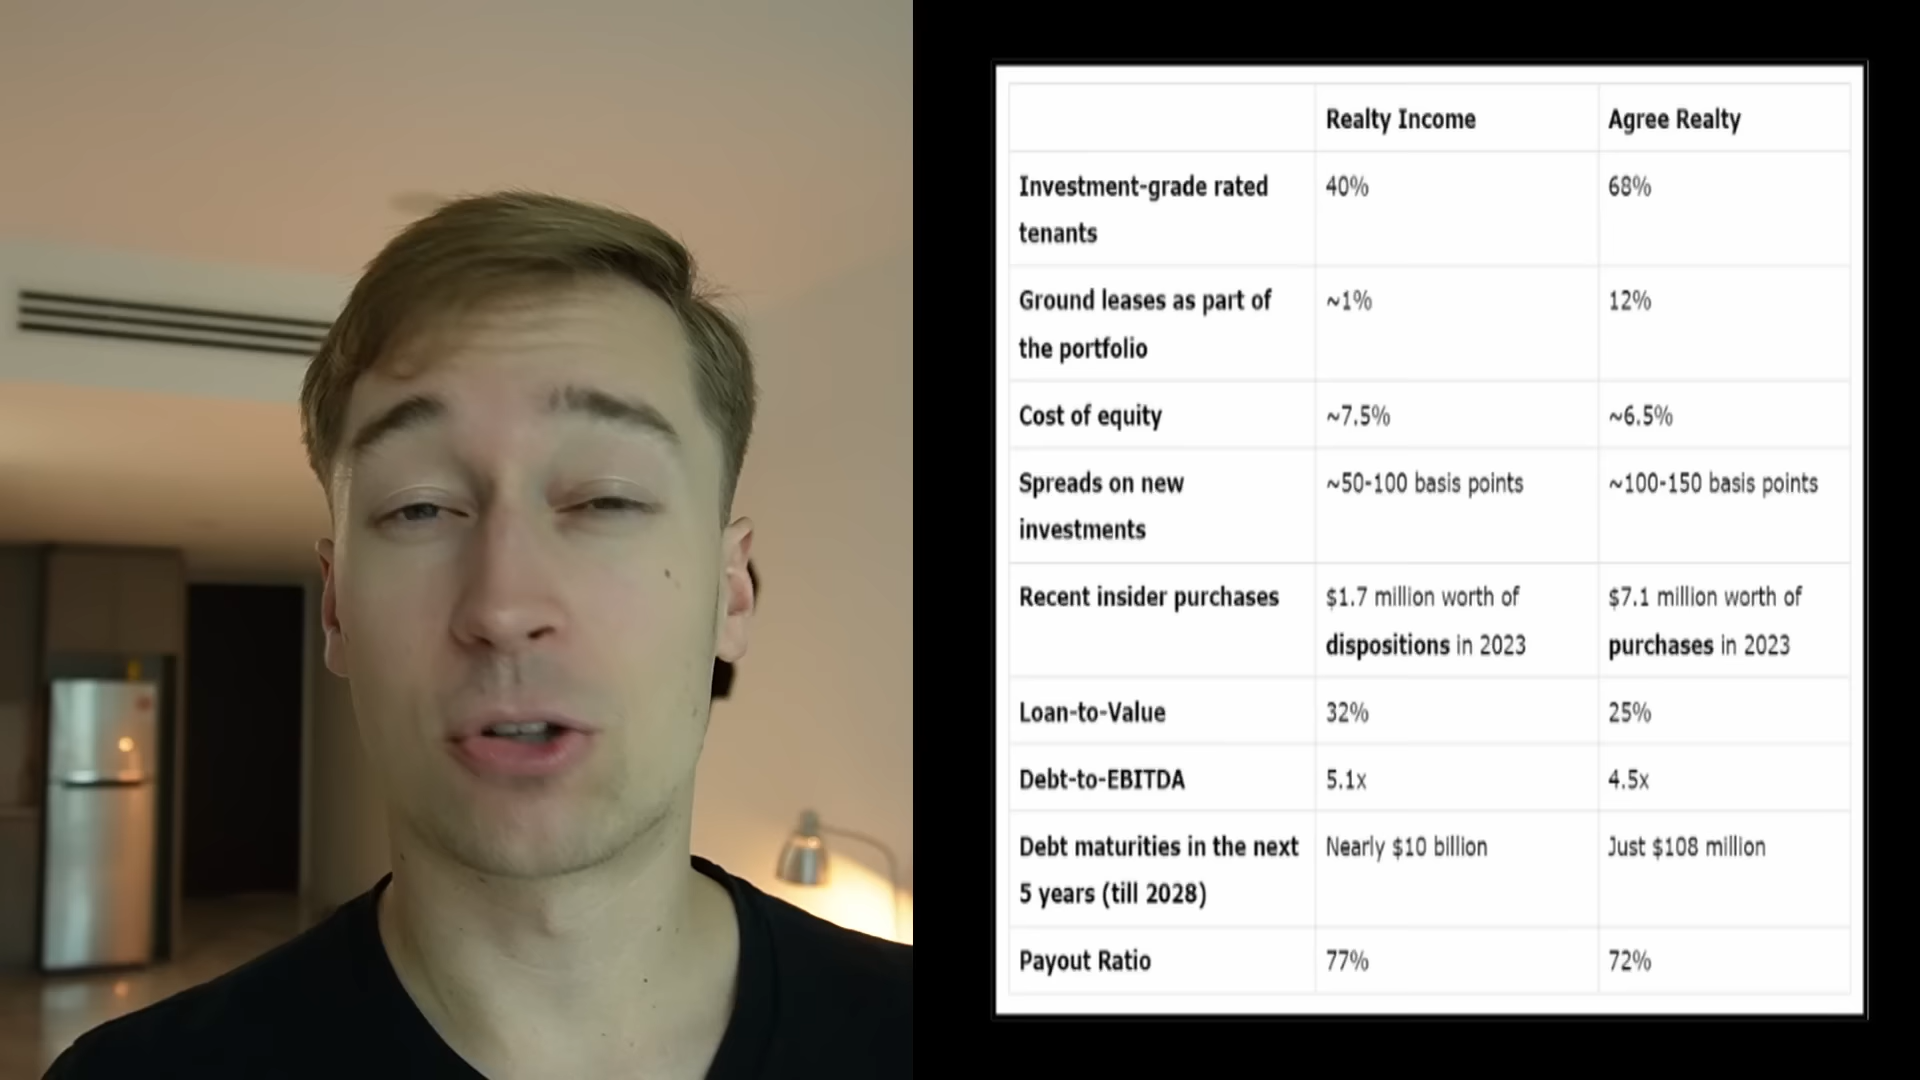 Realty Income Agree Realty
Investment-grade rated 40% 68%
tenants
Ground leases as part of ~1% 12%
the portfolio
Cost of equity ~7.5% ~6.5%
Spreads on new ~50-100 basis points ~100-150 basis points
investments
Recent insider purchases $1.7 million worth of $7.1 million worth of
dispositions in 2023 purchases in 2023
Loan-to-Value 32% 25%
Debt-to-EBITDA 5.1x 4.5x
Debt maturities in the next Nearly $10 billion Just $108 million
5 years (till 2028)
Payout Ratio 77% 72%